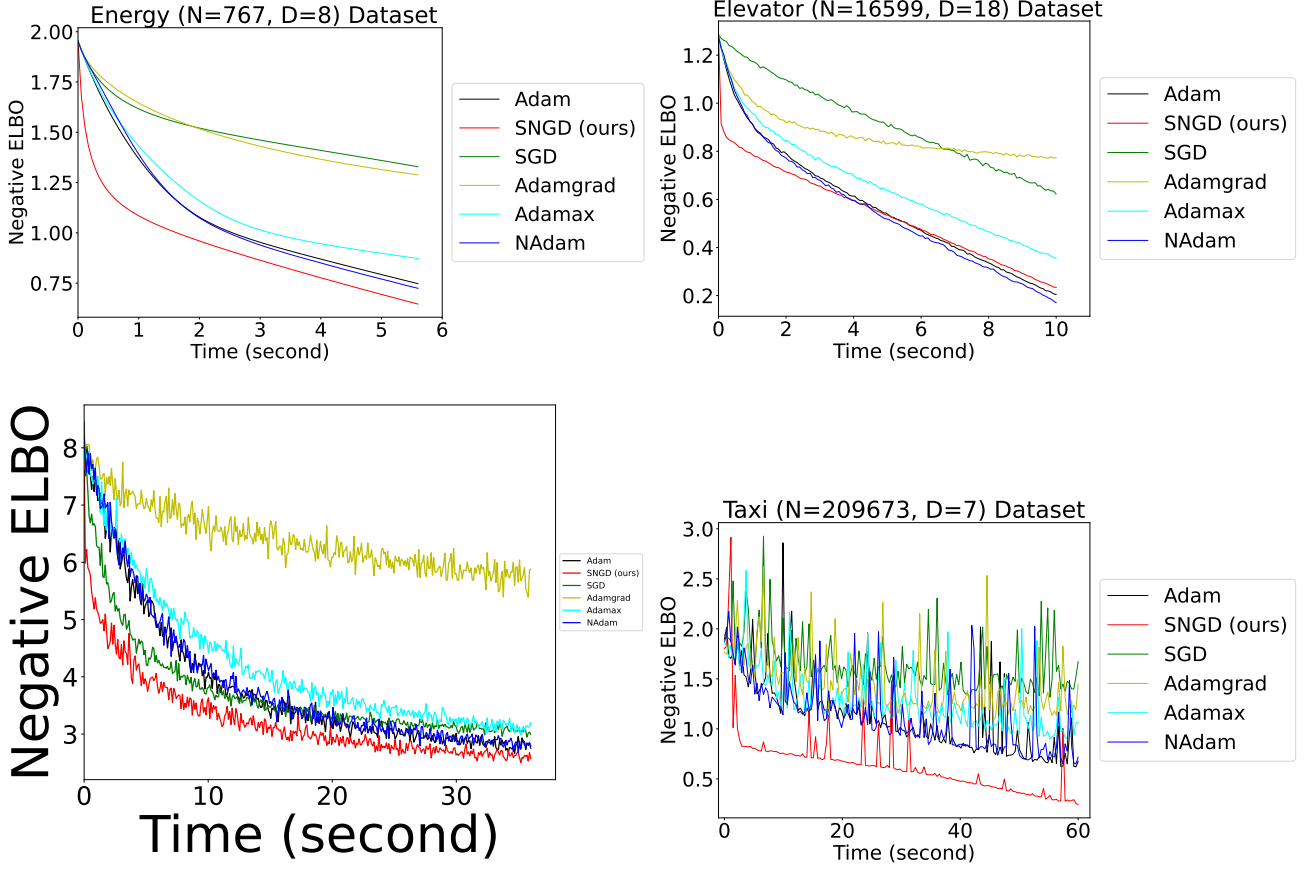 Energy (N=767, D=8) Dataset
Negative ELBO
2.00
1.75
1.50
1.25
1.00
0.75
0 1 2 3 4 5 6
Time (second)
Adam
SNGD (ours)
SGD
Adamgrad
Adamax
NAdam
Elevator (N=16599, D=18) Dataset
Negative ELBO
1.2
1.0
0.8
0.6
0.4
0.2
0 2 4 6 8 10
Time (second)
Adam
SNGD (ours)
SGD
Adamgrad
Adamax
NAdam
Negative ELBO
8
7
6
5
4
3
0 10 20 30
Time (second)
Adam
SNGD (ours)
SGD
Adamgrad
Adamax
NAdam
Taxi (N=209673, D=7) Dataset
Negative ELBO
3.0
2.5
2.0
1.5
1.0
0.5
0 20 40 60
Time (second)
Adam
SNGD (ours)
SGD
Adamgrad
Adamax
NAdam